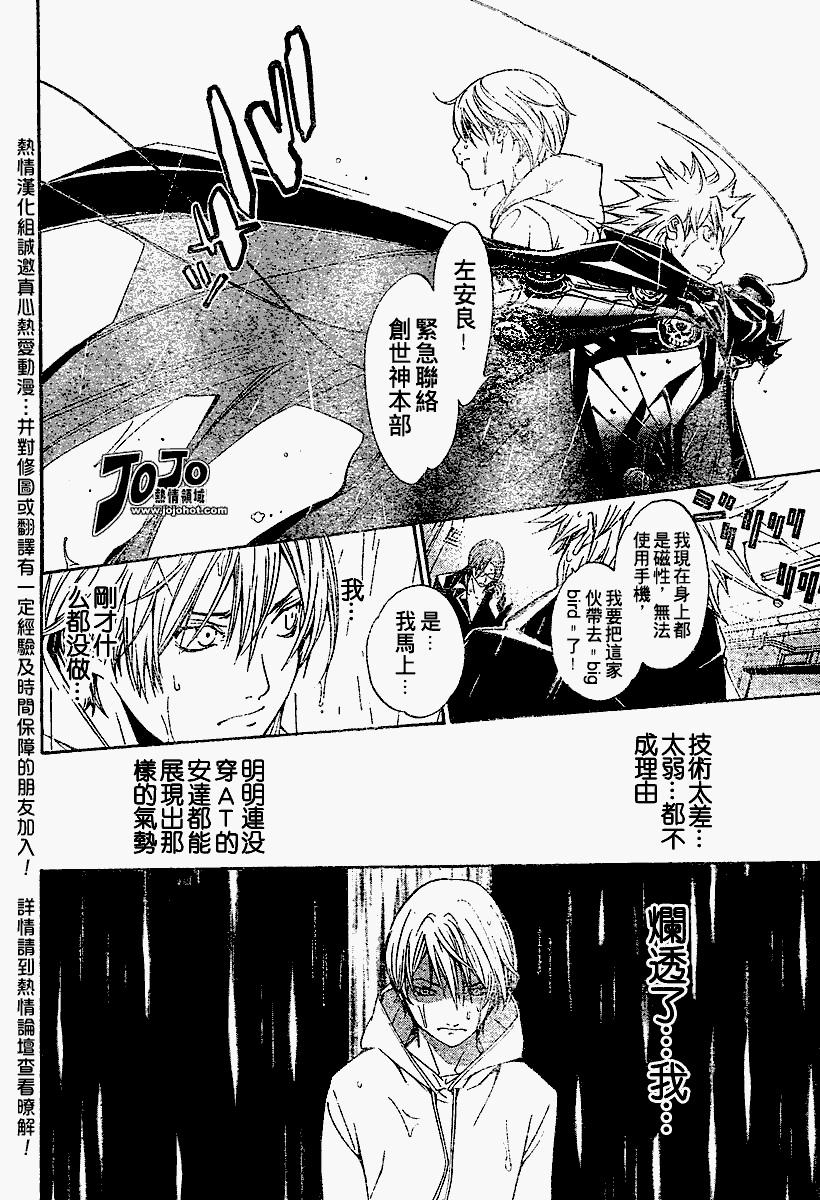 左安良！
緊急聯絡
創世神本部
我現在身上都
是磁性，無法
使用手機，
我要把這家
伙帶去〝big
bird〞了！
是…
我馬上…
我…
剛才什
么都没做…
技術太差…
太弱…都不
成理由
明明連没
穿AT的
安達都能
展現出那
樣的氣勢
爛透了…我…
JOJO
熱情領域
www.jojohot.com
熱情漢化組誠邀真心熱愛動漫…并對修圖或翻譯有一定經驗及時間保障的朋友加入！ 詳情請到熱情論壇查看暸解！